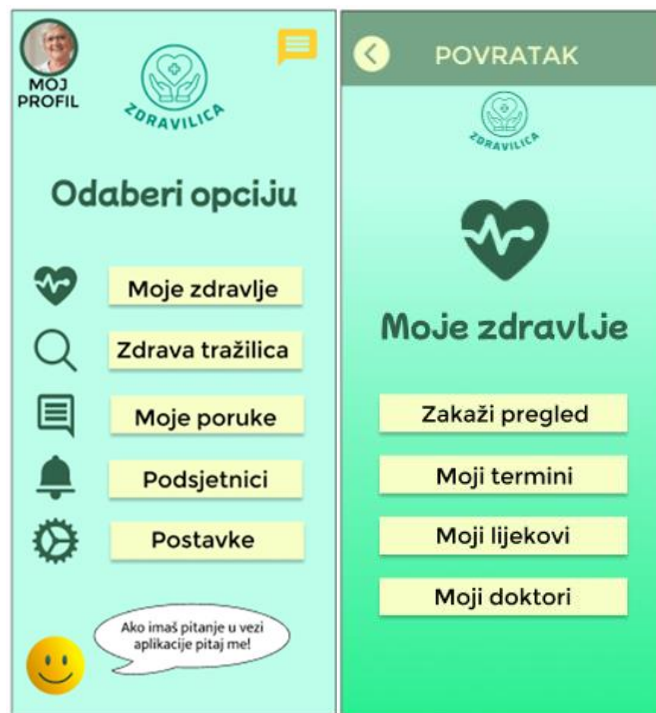 MOJ
PROFIL
ZDRAVILICA
Odaberi opciju
Moje zdravlje
Zdrava tražilica
Moje poruke
Podsjetnici
Postavke
Ako imaš pitanje u vezi
aplikacije pitaj me!
POVRATAK
ZDRAVILICA
Moje zdravlje
Zakaži pregled
Moji termini
Moji lijekovi
Moji doktori